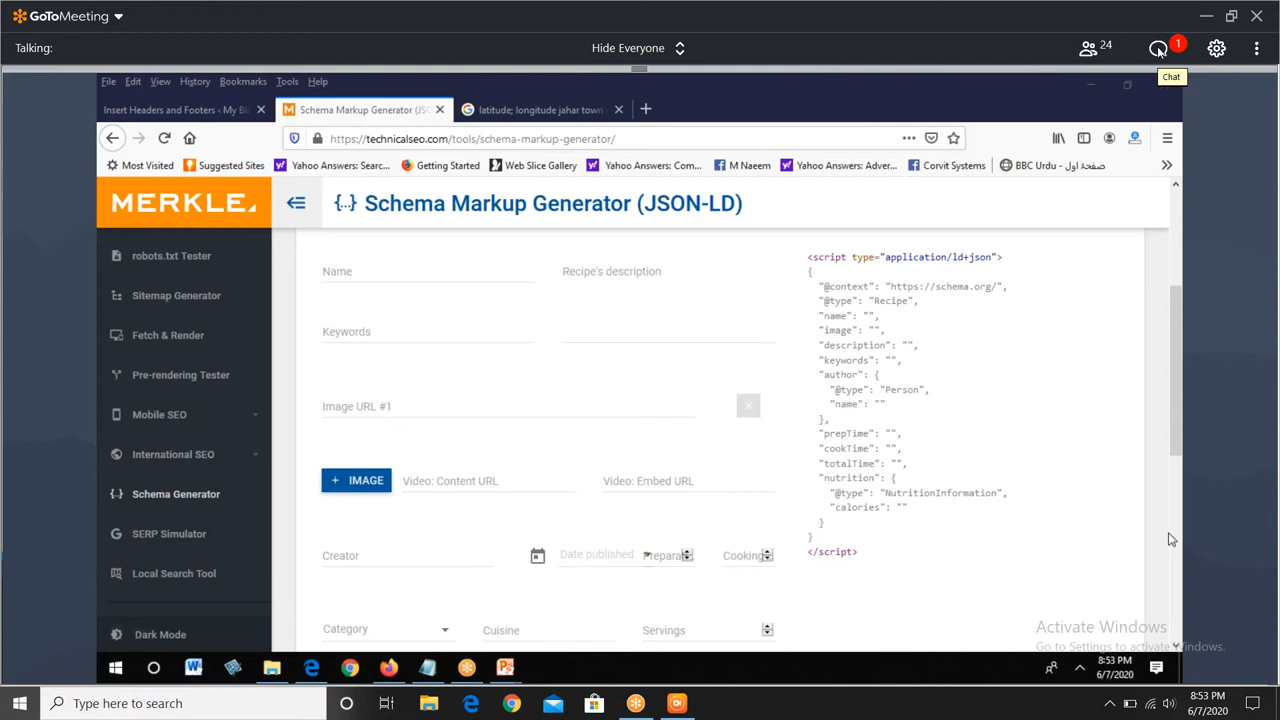 GoToMeeting
Talking:
Hide Everyone
24
1
Chat
File Edit View History Bookmarks Tools Help
Insert Headers and Footers ‹ My Bl
Schema Markup Generator (JSO
latitude; longitude jahar town
https://technicalseo.com/tools/schema-markup-generator/
Most Visited
Suggested Sites
Yahoo Answers: Searc...
Getting Started
Web Slice Gallery
Yahoo Answers: Com...
M Naeem
Yahoo Answers: Adver...
Corvit Systems
BBC Urdu - صفحۂ اول
MERKLE
{...} Schema Markup Generator (JSON-LD)
robots.txt Tester
Sitemap Generator
Fetch & Render
Pre-rendering Tester
Mobile SEO
International SEO
Schema Generator
SERP Simulator
Local Search Tool
Dark Mode
Name
Recipe's description
Keywords
Image URL #1
+ IMAGE
Video: Content URL
Video: Embed URL
Creator
Date published
Cooking
Category
Cuisine
Servings
<script type="application/ld+json">
{
"@context": "https://schema.org/",
"@type": "Recipe",
"name": "",
"image": "",
"description": "",
"keywords": "",
"author": {
"@type": "Person",
"name": ""
},
"prepTime": "",
"cookTime": "",
"totalTime": "",
"nutrition": {
"@type": "NutritionInformation",
"calories": ""
}
}
</script>
Activate Windows
Go to Settings to activate Windows.
8:53 PM
6/7/2020
Type here to search
8:53 PM
6/7/2020